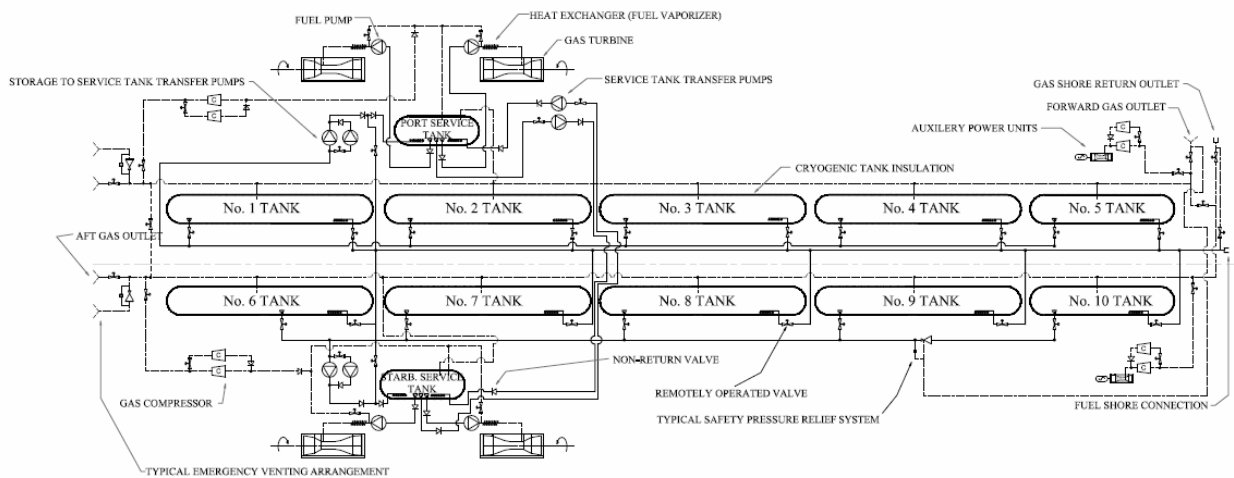 FUEL PUMP
HEAT EXCHANGER (FUEL VAPORIZER)
GAS TURBINE
STORAGE TO SERVICE TANK TRANSFER PUMPS
SERVICE TANK TRANSFER PUMPS
GAS SHORE RETURN OUTLET
FORWARD GAS OUTLET
AUXILERY POWER UNITS
C
C
C
C
PORT SERVICE
TANK
CRYOGENIC TANK INSULATION
No. 1 TANK
No. 2 TANK
No. 3 TANK
No. 4 TANK
No. 5 TANK
AFT GAS OUTLET
No. 6 TANK
No. 7 TANK
No. 8 TANK
No. 9 TANK
No. 10 TANK
C
C
C
C
STARB. SERVICE
TANK
NON-RETURN VALVE
GAS COMPRESSOR
REMOTELY OPERATED VALVE
FUEL SHORE CONNECTION
TYPICAL SAFETY PRESSURE RELIEF SYSTEM
TYPICAL EMERGENCY VENTING ARRANGEMENT